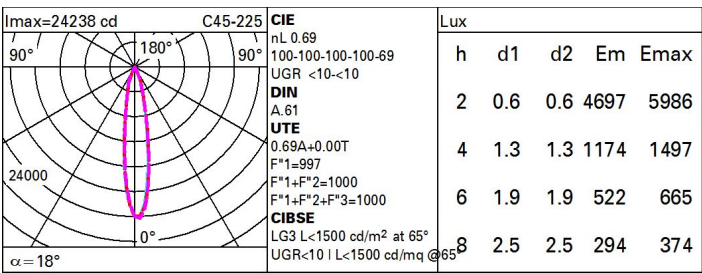 Imax=24238 cd C45-225
90° 180° 90°
24000
0°
α=18°
CIE
nL 0.69
100-100-100-100-69
UGR <10-<10
DIN
A.61
UTE
0.69A+0.00T
F"1=997
F"1+F"2=1000
F"1+F"2+F"3=1000
CIBSE
LG3 L<1500 cd/m² at 65°
UGR<10 | L<1500 cd/mq @65°
Lux
h d1 d2 Em Emax
2 0.6 0.6 4697 5986
4 1.3 1.3 1174 1497
6 1.9 1.9 522 665
8 2.5 2.5 294 374